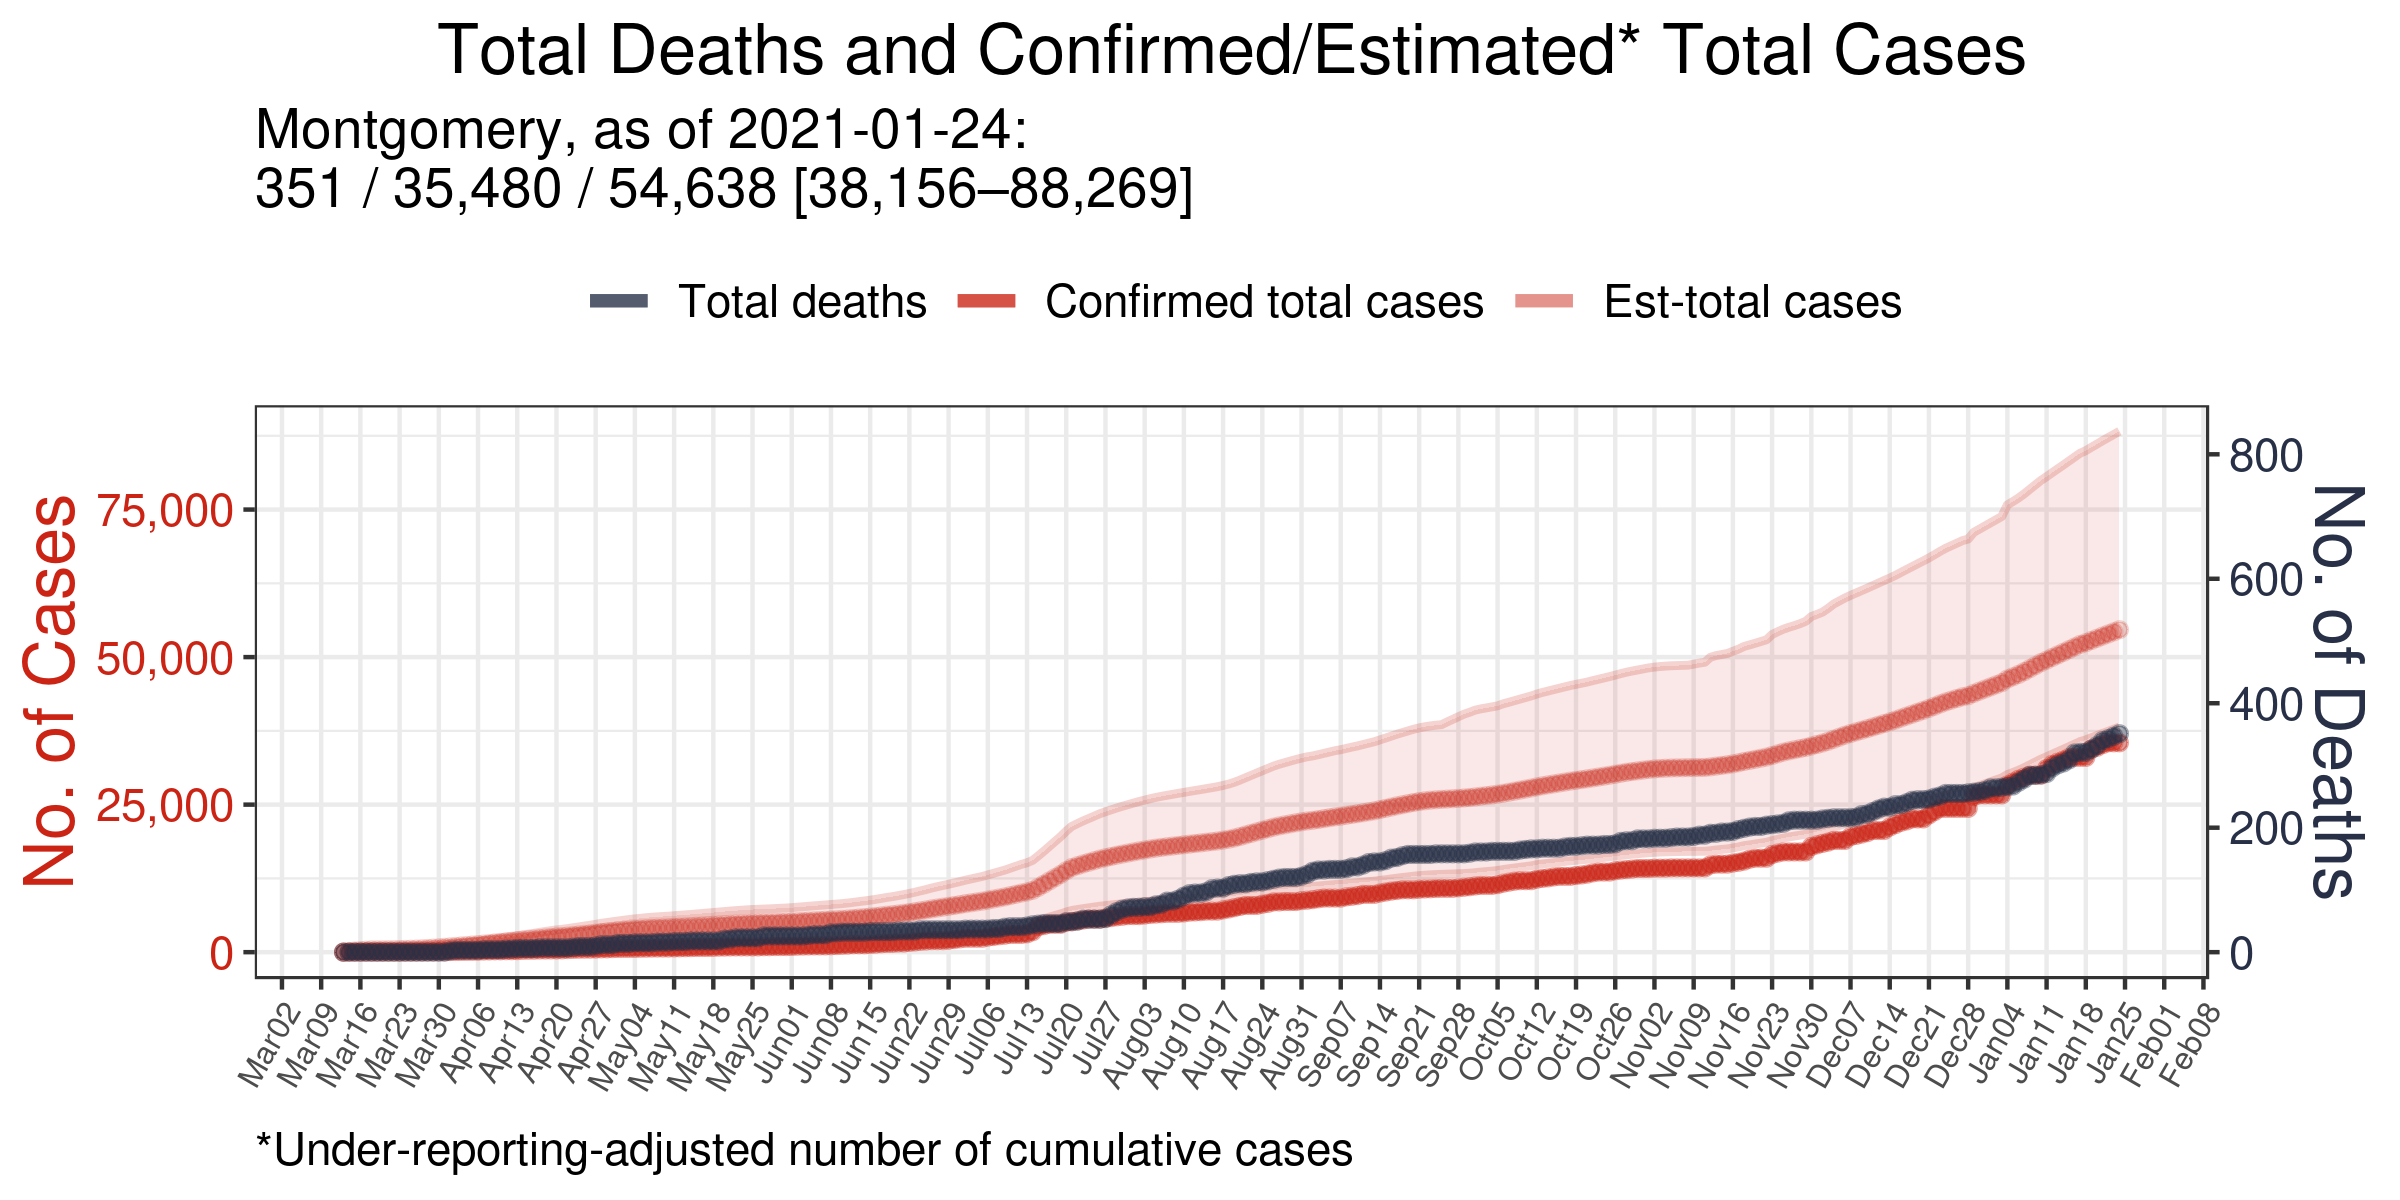 Total Deaths and Confirmed/Estimated* Total Cases
Montgomery, as of 2021-01-24:
351 / 35,480 / 54,638 [38,156–88,269]
Total deaths
Confirmed total cases
Est-total cases
No. of Cases
75,000
50,000
25,000
0
800
600
400
200
0
No. of Deaths
Mar02
Mar09
Mar16
Mar23
Mar30
Apr06
Apr13
Apr20
Apr27
May04
May11
May18
May25
Jun01
Jun08
Jun15
Jun22
Jun29
Jul06
Jul13
Jul20
Jul27
Aug03
Aug10
Aug17
Aug24
Aug31
Sep07
Sep14
Sep21
Sep28
Oct05
Oct12
Oct19
Oct26
Nov02
Nov09
Nov16
Nov23
Nov30
Dec07
Dec14
Dec21
Dec28
Jan04
Jan11
Jan18
Jan25
Feb01
Feb08
*Under-reporting-adjusted number of cumulative cases